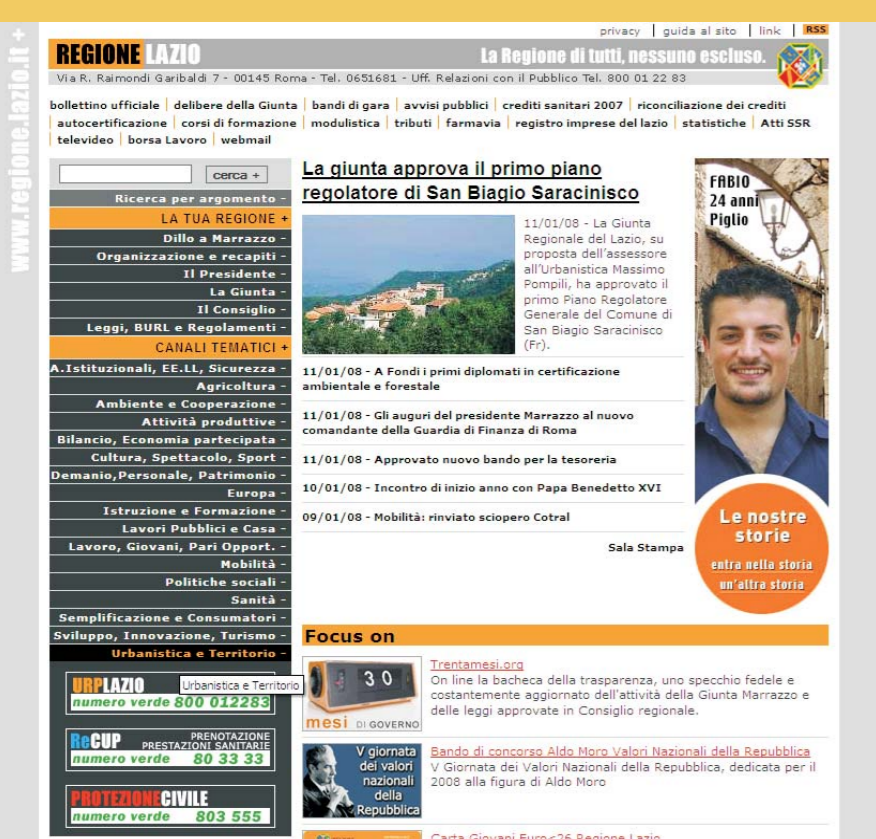 privacy | guida al sito | link | RSS
www.regione.lazio.it +
REGIONE LAZIO
La Regione di tutti, nessuno escluso.
Via R. Raimondi Garibaldi 7 - 00145 Roma - Tel. 0651681 - Uff. Relazioni con il Pubblico Tel. 800 01 22 83
bollettino ufficiale | delibere della Giunta | bandi di gara | avvisi pubblici | crediti sanitari 2007 | riconciliazione dei crediti
| autocertificazione | corsi di formazione | modulistica | tributi | farmavia | registro imprese del lazio | statistiche | Atti SSR
| televideo | borsa Lavoro | webmail
cerca +
Ricerca per argomento -
LA TUA REGIONE +
Dillo a Marrazzo -
Organizzazione e recapiti -
Il Presidente -
La Giunta -
Il Consiglio -
Leggi, BURL e Regolamenti -
CANALI TEMATICI +
A.Istituzionali, EE.LL, Sicurezza -
Agricoltura -
Ambiente e Cooperazione -
Attività produttive -
Bilancio, Economia partecipata -
Cultura, Spettacolo, Sport -
Demanio,Personale, Patrimonio -
Europa -
Istruzione e Formazione -
Lavori Pubblici e Casa -
Lavoro, Giovani, Pari Opport. -
Mobilità -
Politiche sociali -
Sanità -
Semplificazione e Consumatori -
Sviluppo, Innovazione, Turismo -
Urbanistica e Territorio -
Urbanistica e Territorio
URPLAZIO
numero verde 800 012283
ReCUP PRENOTAZIONE
PRESTAZIONI SANITARIE
numero verde 80 33 33
PROTEZIONECIVILE
numero verde 803 555
La giunta approva il primo piano
regolatore di San Biagio Saracinisco
11/01/08 - La Giunta
Regionale del Lazio, su
proposta dell'assessore
all'Urbanistica Massimo
Pompili, ha approvato il
primo Piano Regolatore
Generale del Comune di
San Biagio Saracinisco
(Fr).
11/01/08 - A Fondi i primi diplomati in certificazione
ambientale e forestale
11/01/08 - Gli auguri del presidente Marrazzo al nuovo
comandante della Guardia di Finanza di Roma
11/01/08 - Approvato nuovo bando per la tesoreria
10/01/08 - Incontro di inizio anno con Papa Benedetto XVI
09/01/08 - Mobilità: rinviato sciopero Cotral
Sala Stampa
FABIO
24 anni
Piglio
Le nostre
storie
entra nella storia
un'altra storia
Focus on
3 0
mesi DI GOVERNO
Trentamesi.org
On line la bacheca della trasparenza, uno specchio fedele e
costantemente aggiornato dell'attività della Giunta Marrazzo e
delle leggi approvate in Consiglio regionale.
V giornata
dei valori
nazionali
della
Repubblica
Bando di concorso Aldo Moro Valori Nazionali della Repubblica
V Giornata dei Valori Nazionali della Repubblica, dedicata per il
2008 alla figura di Aldo Moro
Carta Giovani Euro<26 Regione Lazio